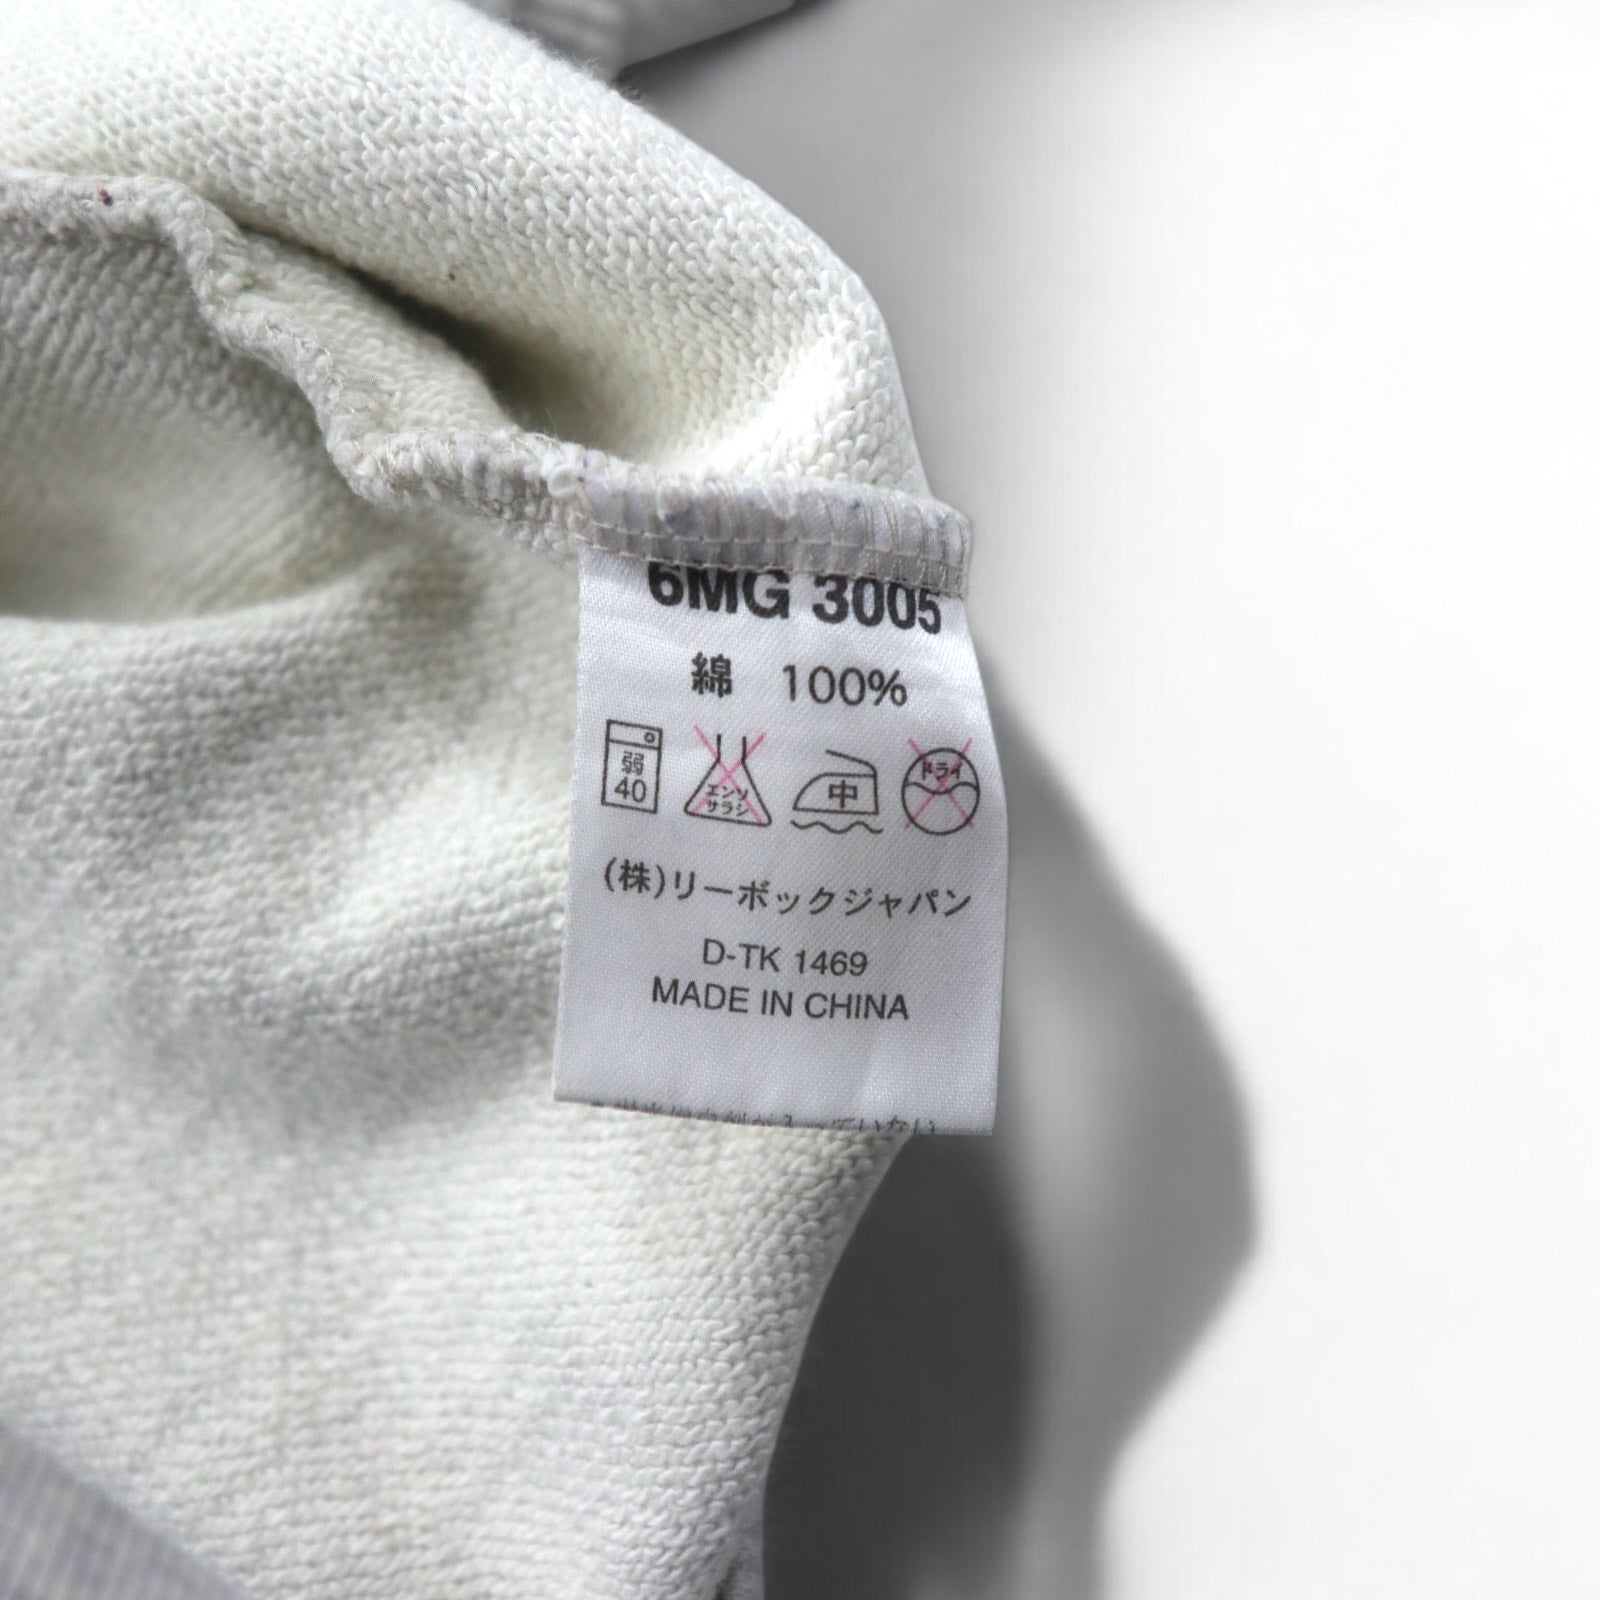 6MG 3005
綿 100%
弱 40 エンソ サラシ 中 ドライ
(株)リーボックジャパン
D-TK 1469
MADE IN CHINA